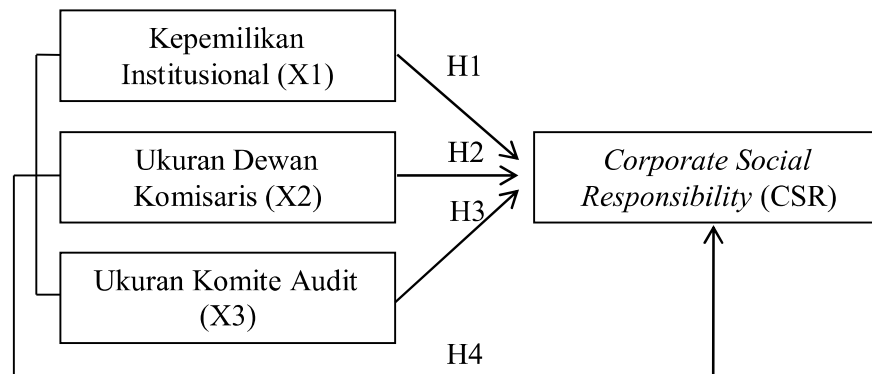 Kepemilikan
Institusional (X1)
H1
Ukuran Dewan
Komisaris (X2)
H2
Corporate Social
Responsibility (CSR)
H3
Ukuran Komite Audit
(X3)
H4